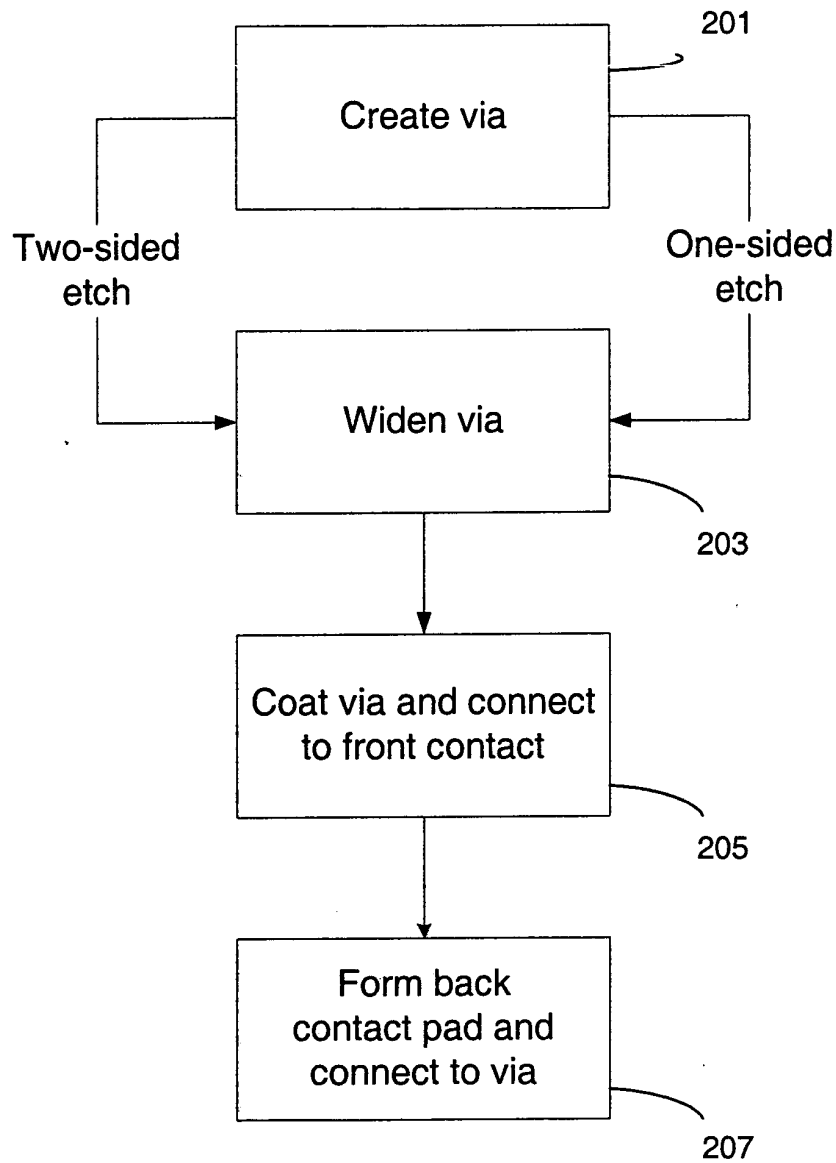 201
Create via
Two-sided
etch
One-sided
etch
Widen via
203
Coat via and connect
to front contact
205
Form back
contact pad and
connect to via
207